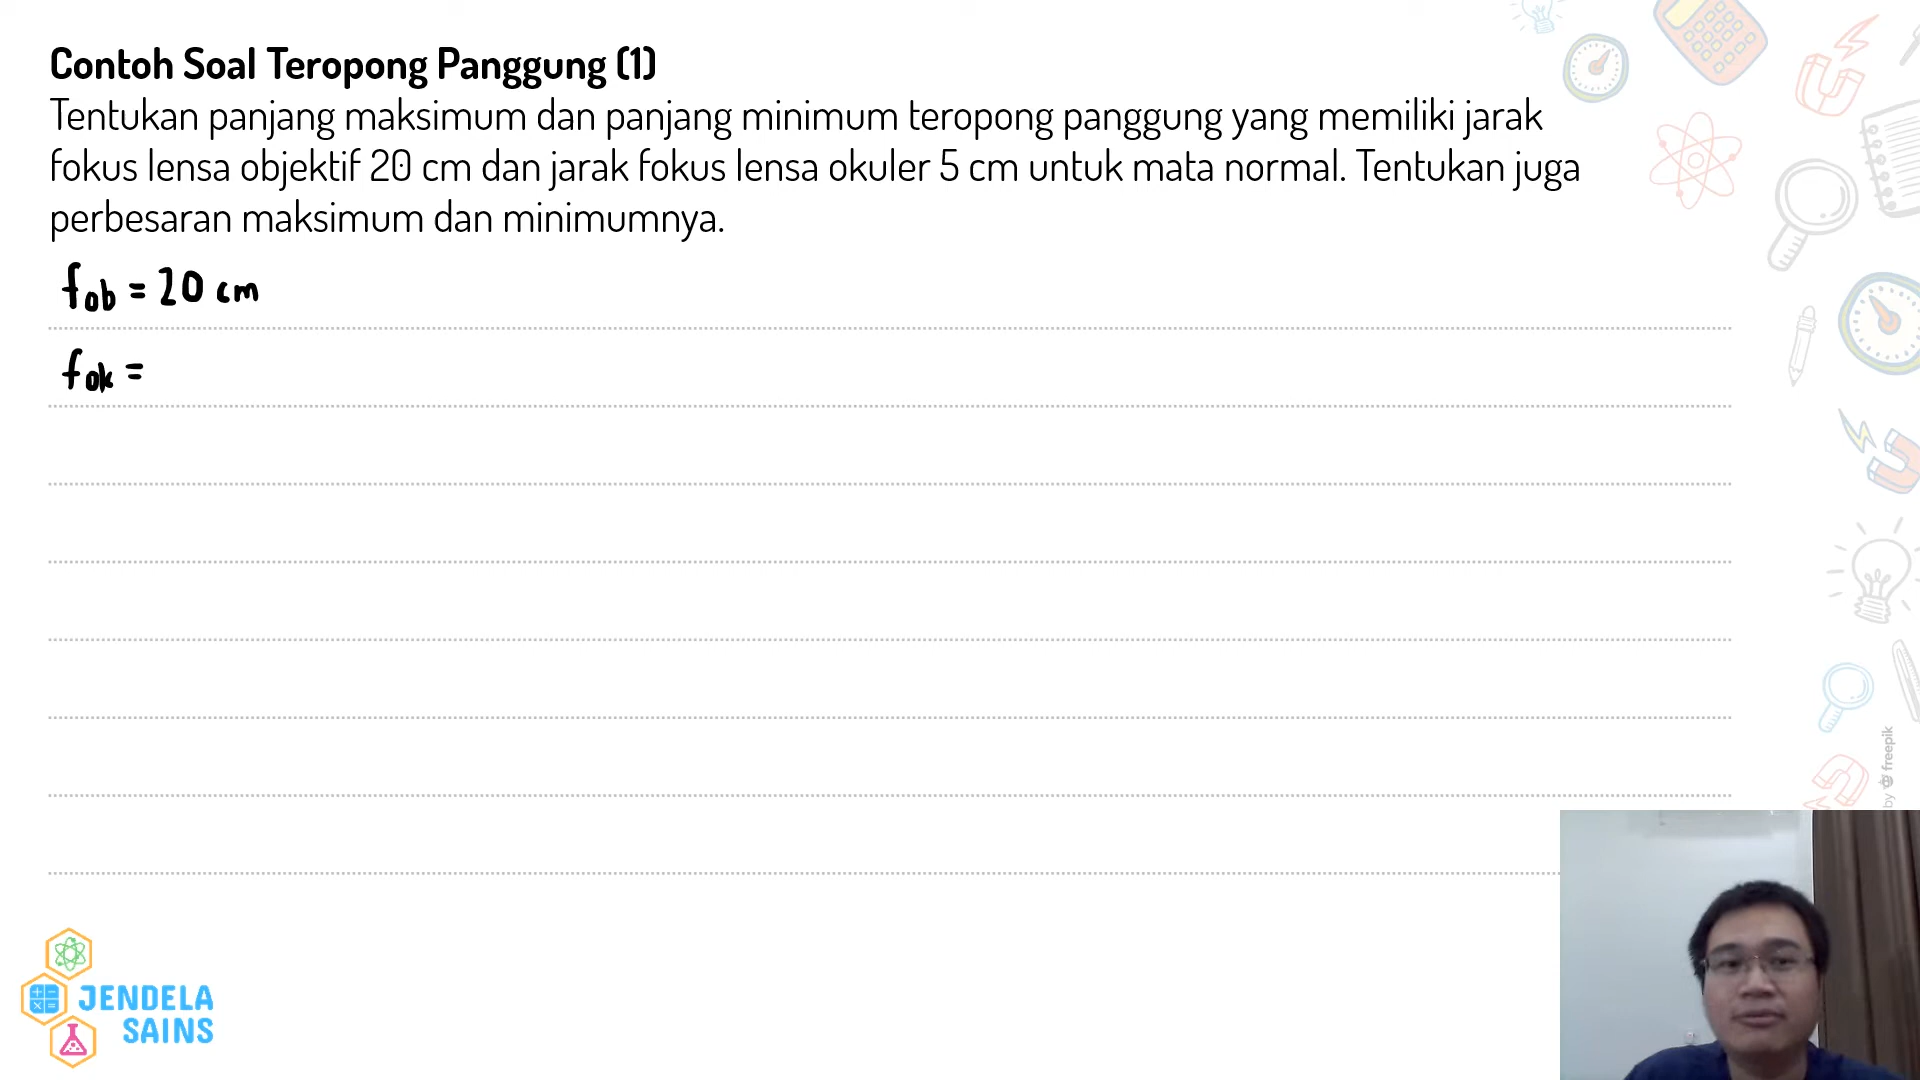 Contoh Soal Teropong Panggung (1)
Tentukan panjang maksimum dan panjang minimum teropong panggung yang memiliki jarak
fokus lensa objektif 20 cm dan jarak fokus lensa okuler 5 cm untuk mata normal. Tentukan juga
perbesaran maksimum dan minimumnya.
fob = 20 cm
fok =
by freepik
JENDELA
SAINS